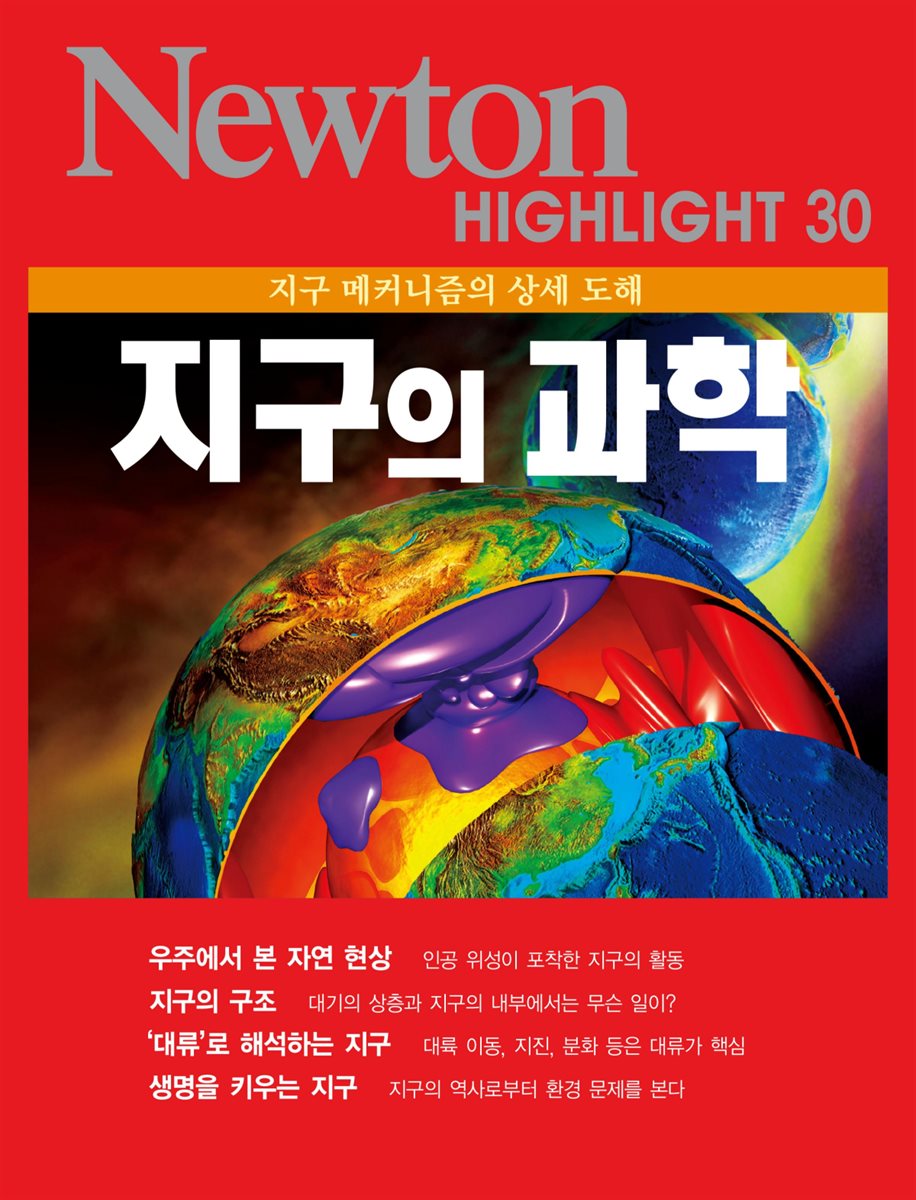 Newton
HIGHLIGHT 30
지구 메커니즘의 상세 도해
지구의 과학
우주에서 본 자연 현상 인공 위성이 포착한 지구의 활동
지구의 구조 대기의 상층과 지구의 내부에서는 무슨 일이?
‘대류’로 해석하는 지구 대륙 이동, 지진, 분화 등은 대류가 핵심
생명을 키우는 지구 지구의 역사로부터 환경 문제를 본다